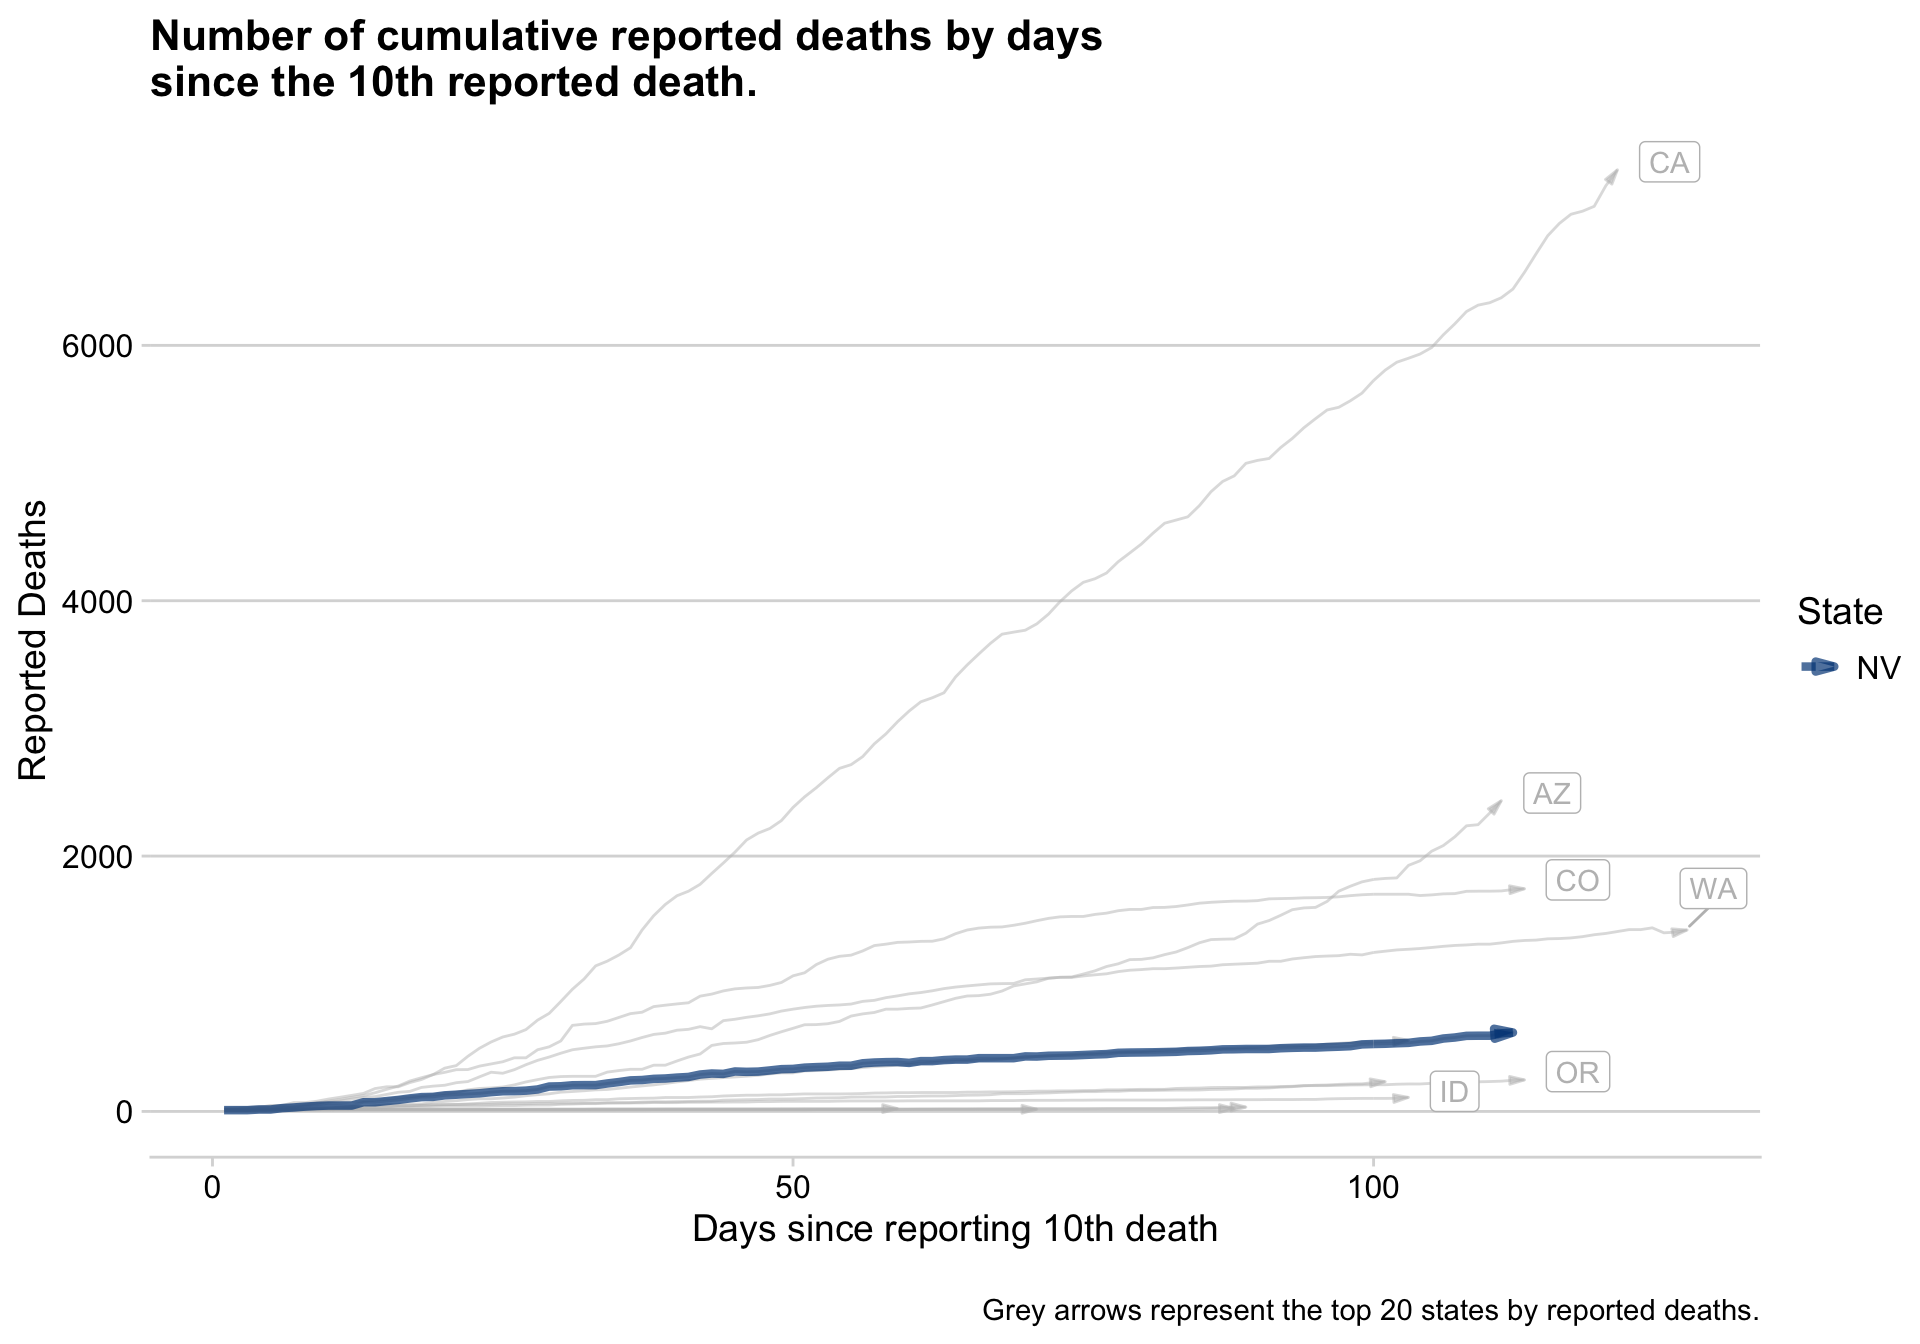 Number of cumulative reported deaths by days
since the 10th reported death.
CA
6000
4000
Reported Deaths
State
NV
AZ
2000
CO
WA
OR
ID
0
0 50 100
Days since reporting 10th death
Grey arrows represent the top 20 states by reported deaths.